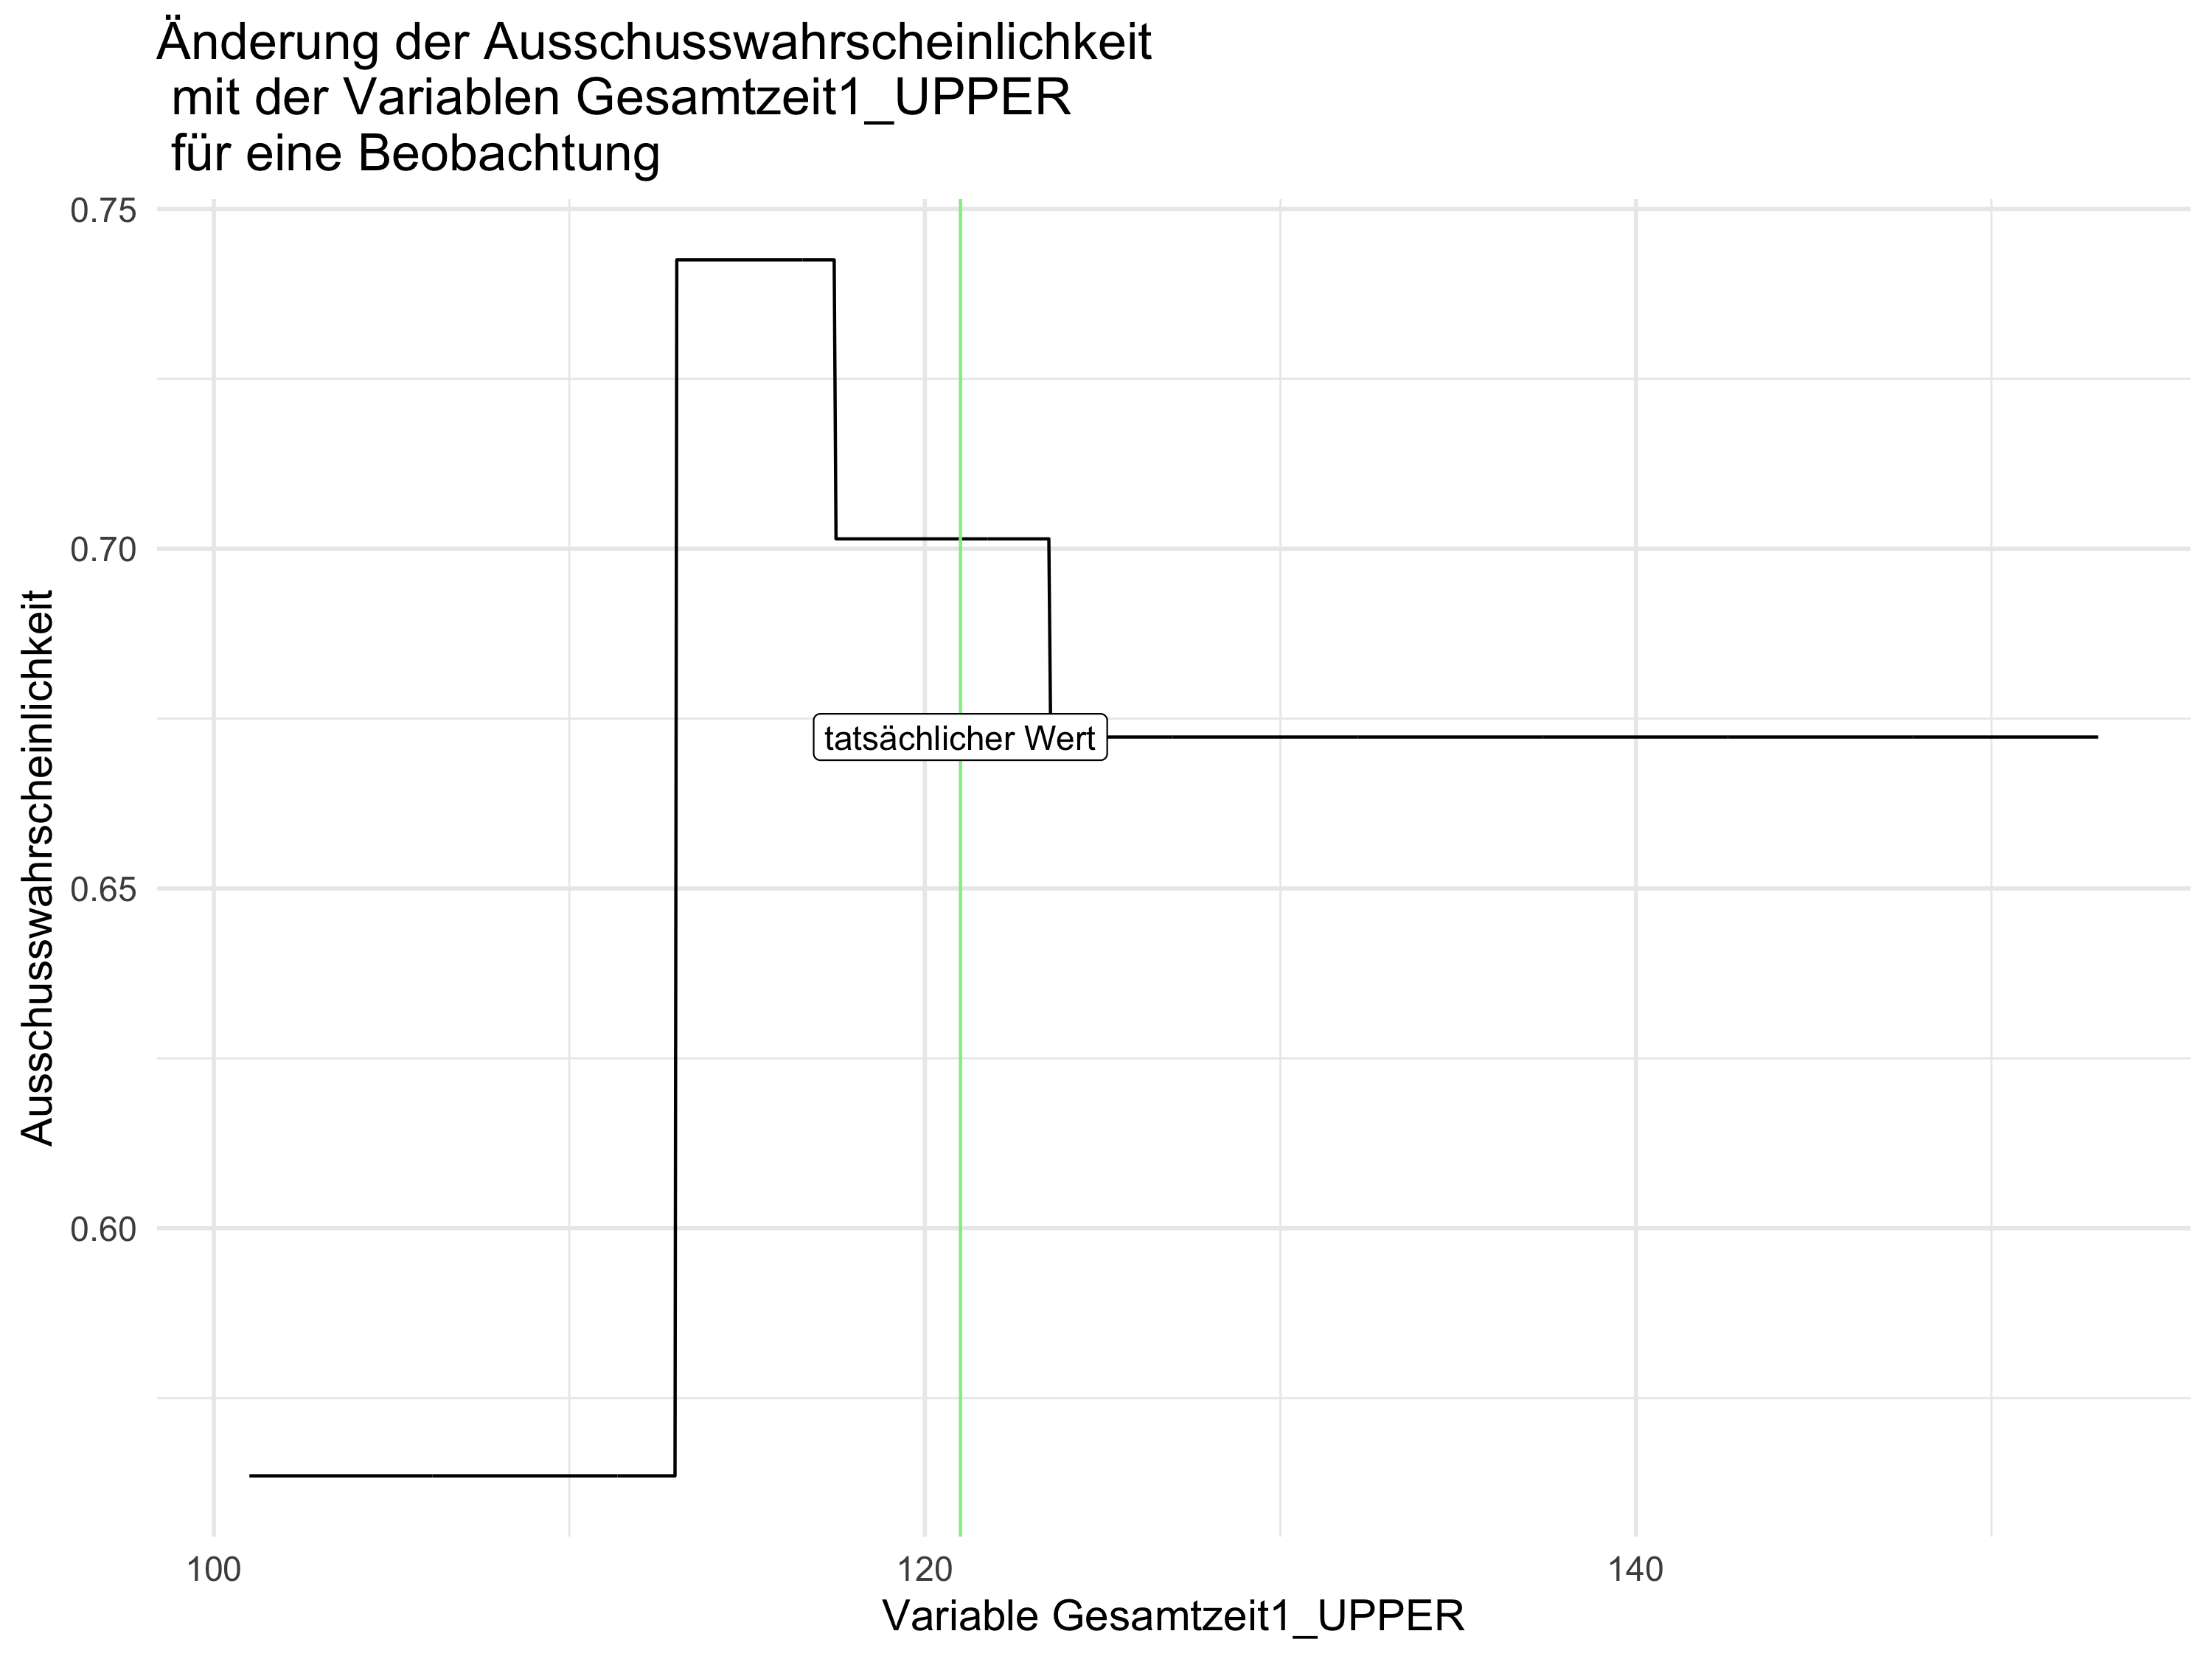 Änderung der Ausschusswahrscheinlichkeit
mit der Variablen Gesamtzeit1_UPPER
für eine Beobachtung
0.75
0.70
0.65
0.60
Ausschusswahrscheinlichkeit
tatsächlicher Wert
100 120 140
Variable Gesamtzeit1_UPPER